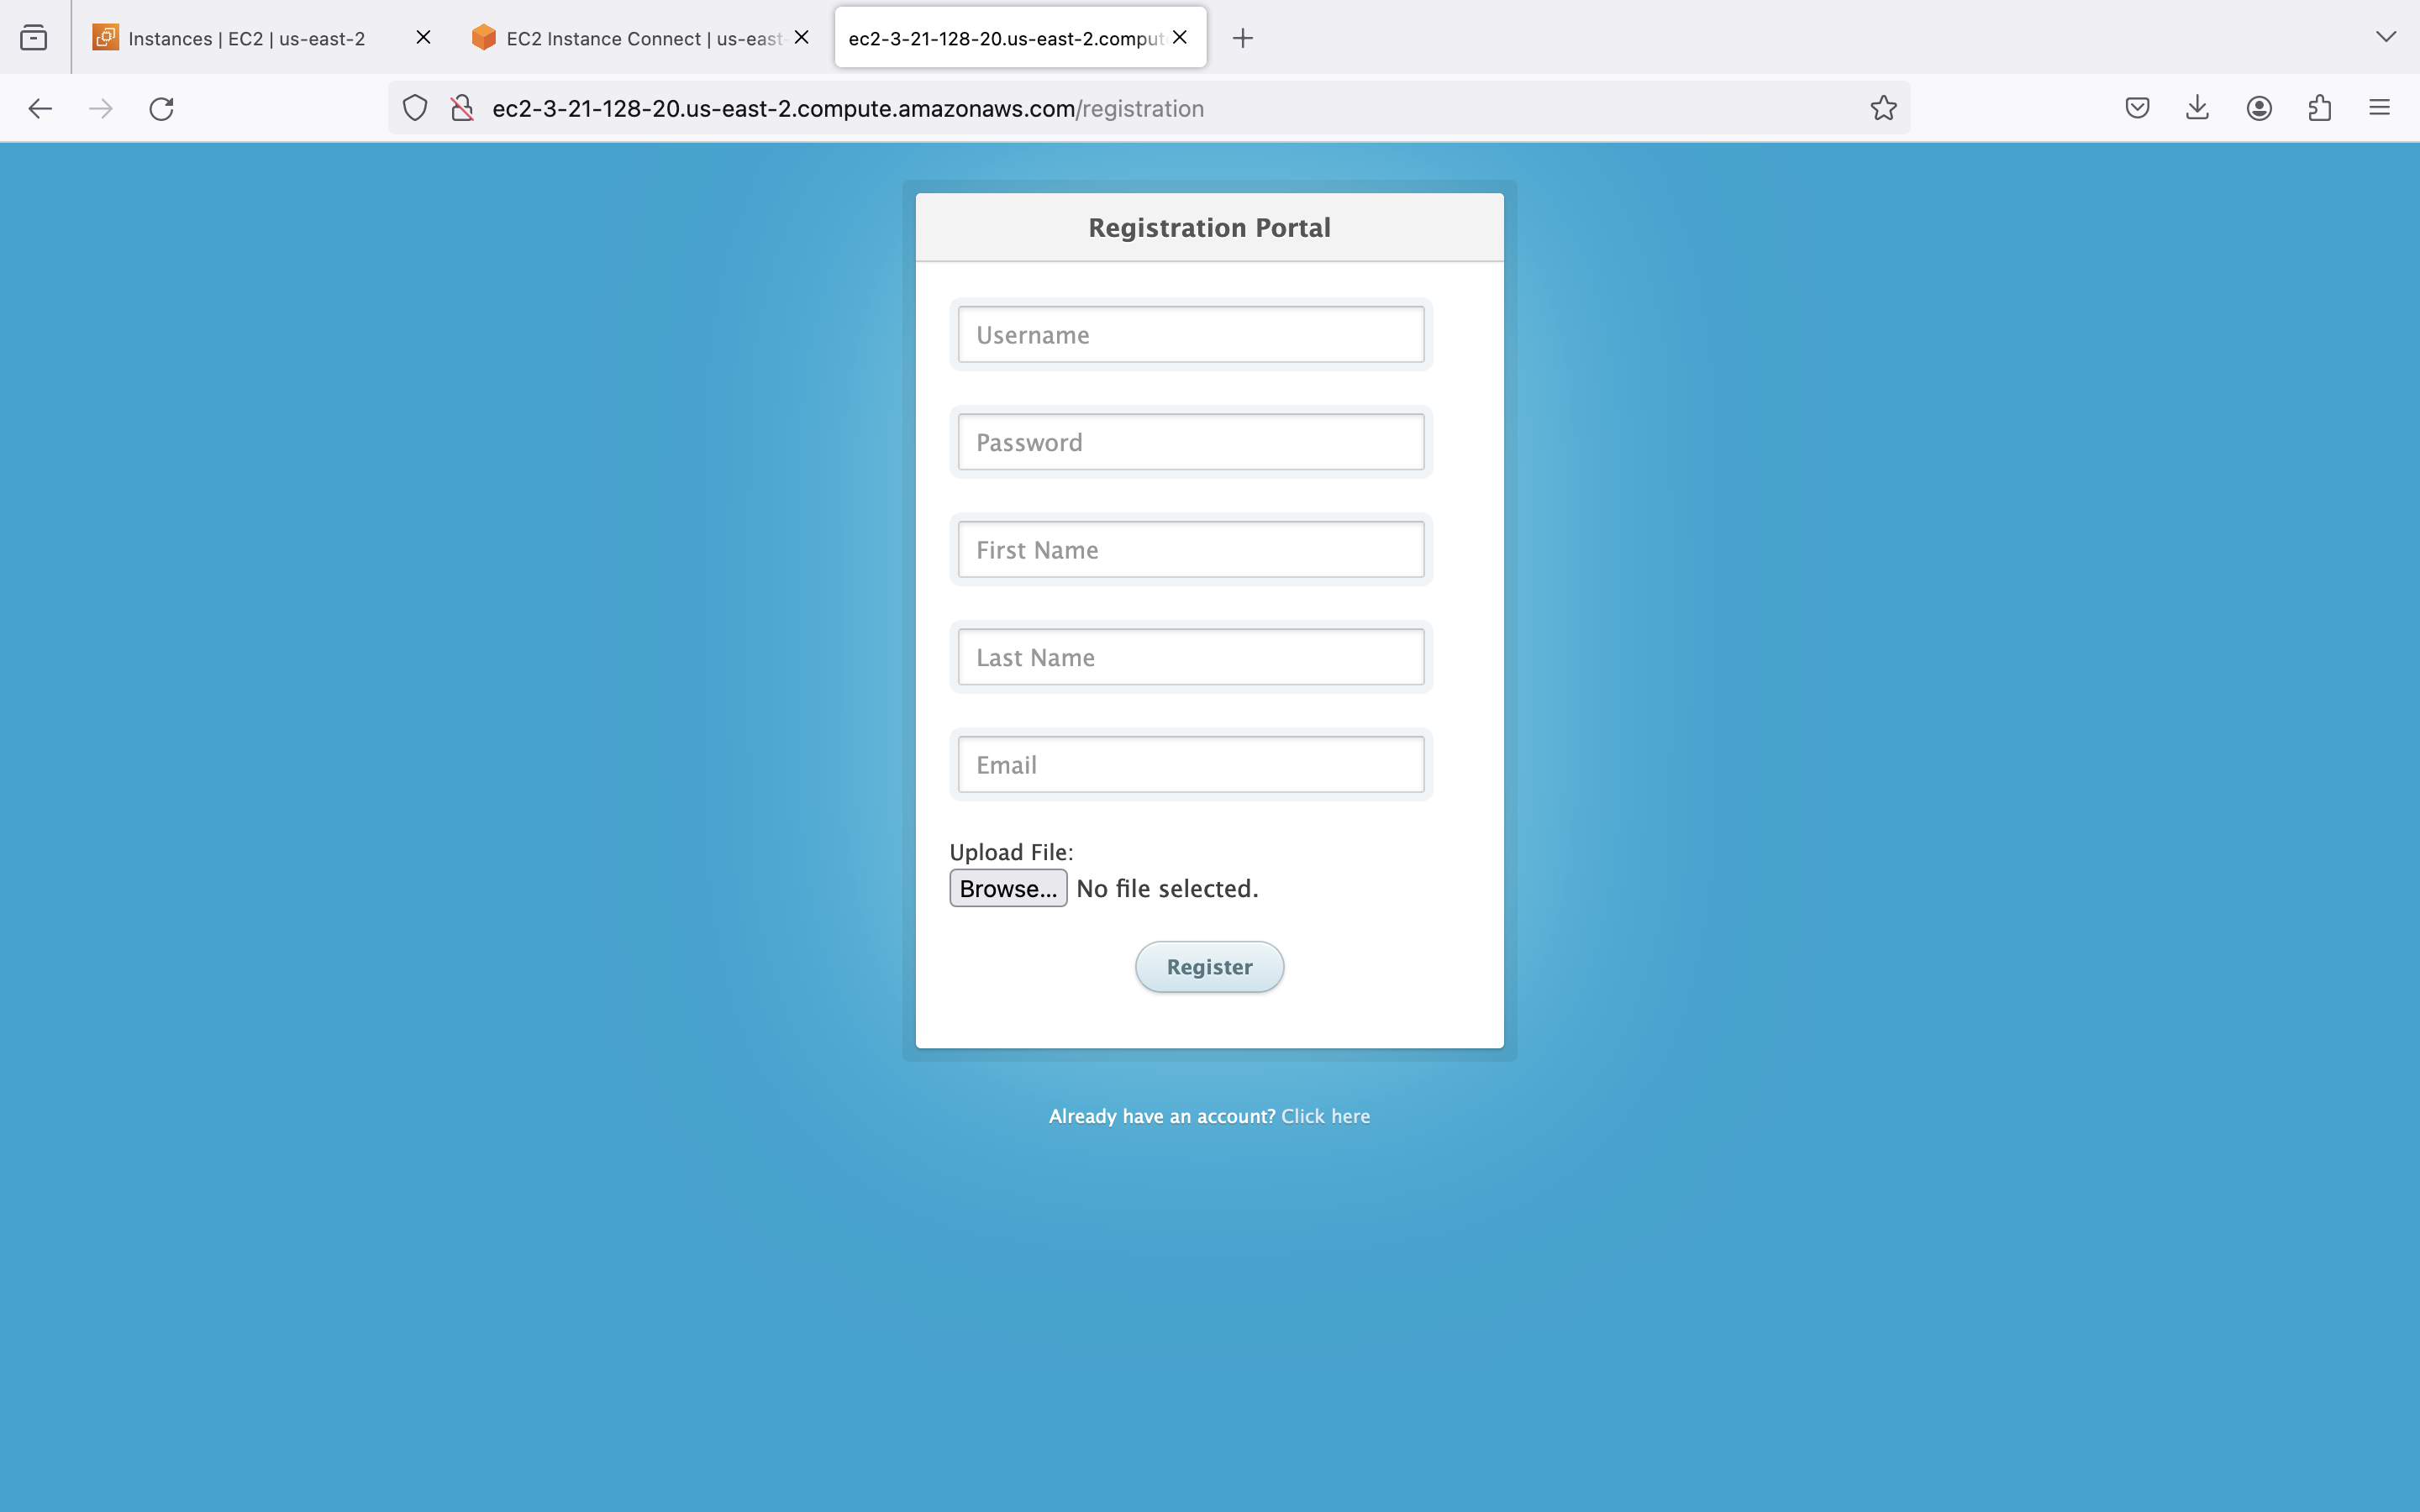 Instances | EC2 | us-east-2
EC2 Instance Connect | us-east-
ec2-3-21-128-20.us-east-2.comput
ec2-3-21-128-20.us-east-2.compute.amazonaws.com/registration
Registration Portal
Username
Password
First Name
Last Name
Email
Upload File:
Browse... No file selected.
Register
Already have an account? Click here